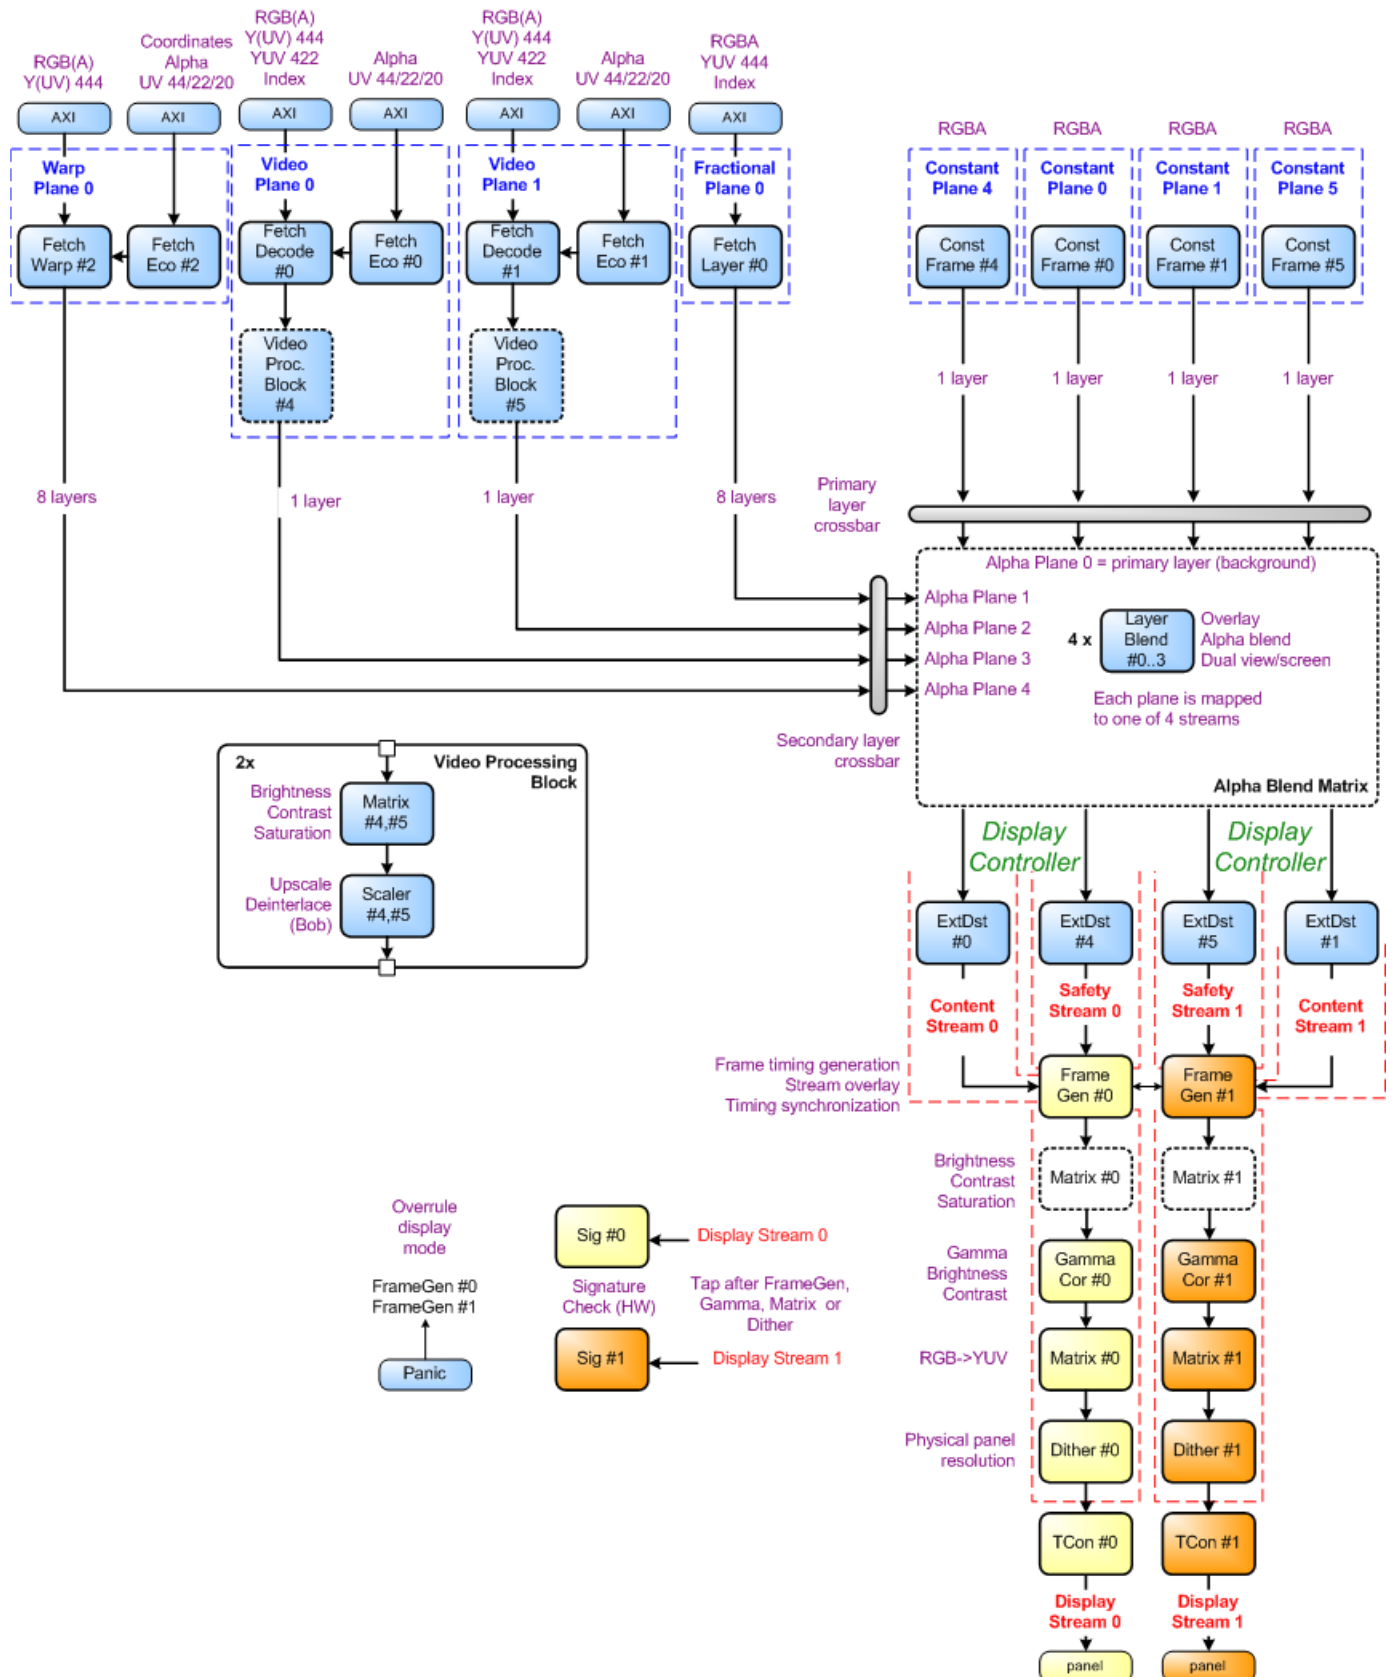 RGB(A)
Y(UV) 444
Coordinates
Alpha
UV 44/22/20
RGB(A)
Y(UV) 444
YUV 422
Index
Alpha
UV 44/22/20
RGB(A)
Y(UV) 444
YUV 422
Index
Alpha
UV 44/22/20
RGBA
YUV 444
Index
AXI
AXI
AXI
AXI
AXI
AXI
AXI
RGBA
RGBA
RGBA
RGBA
Warp
Plane 0
Video
Plane 0
Video
Plane 1
Fractional
Plane 0
Constant
Plane 4
Constant
Plane 0
Constant
Plane 1
Constant
Plane 5
Fetch
Warp #2
Fetch
Eco #2
Fetch
Decode
#0
Fetch
Eco #0
Fetch
Decode
#1
Fetch
Eco #1
Fetch
Layer #0
Const
Frame #4
Const
Frame #0
Const
Frame #1
Const
Frame #5
Video
Proc.
Block
#4
Video
Proc.
Block
#5
1 layer
1 layer
1 layer
1 layer
8 layers
1 layer
1 layer
8 layers
Primary
layer
crossbar
Alpha Plane 0 = primary layer (background)
Alpha Plane 1
Alpha Plane 2
Alpha Plane 3
Alpha Plane 4
4 x
Layer
Blend
#0..3
Overlay
Alpha blend
Dual view/screen
Each plane is mapped
to one of 4 streams
Secondary layer
crossbar
Alpha Blend Matrix
2x
Video Processing
Block
Brightness
Contrast
Saturation
Matrix
#4,#5
Upscale
Deinterlace
(Bob)
Scaler
#4,#5
Display
Controller
Display
Controller
ExtDst
#0
ExtDst
#4
ExtDst
#5
ExtDst
#1
Content
Stream 0
Safety
Stream 0
Safety
Stream 1
Content
Stream 1
Frame timing generation
Stream overlay
Timing synchronization
Frame
Gen #0
Frame
Gen #1
Brightness
Contrast
Saturation
Matrix #0
Matrix #1
Overrule
display
mode
FrameGen #0
FrameGen #1
Panic
Sig #0
Display Stream 0
Signature
Check (HW)
Tap after FrameGen,
Gamma, Matrix or
Dither
Sig #1
Display Stream 1
Gamma
Brightness
Contrast
Gamma
Cor #0
Gamma
Cor #1
RGB->YUV
Matrix #0
Matrix #1
Physical panel
resolution
Dither #0
Dither #1
TCon #0
TCon #1
Display
Stream 0
Display
Stream 1
panel
panel